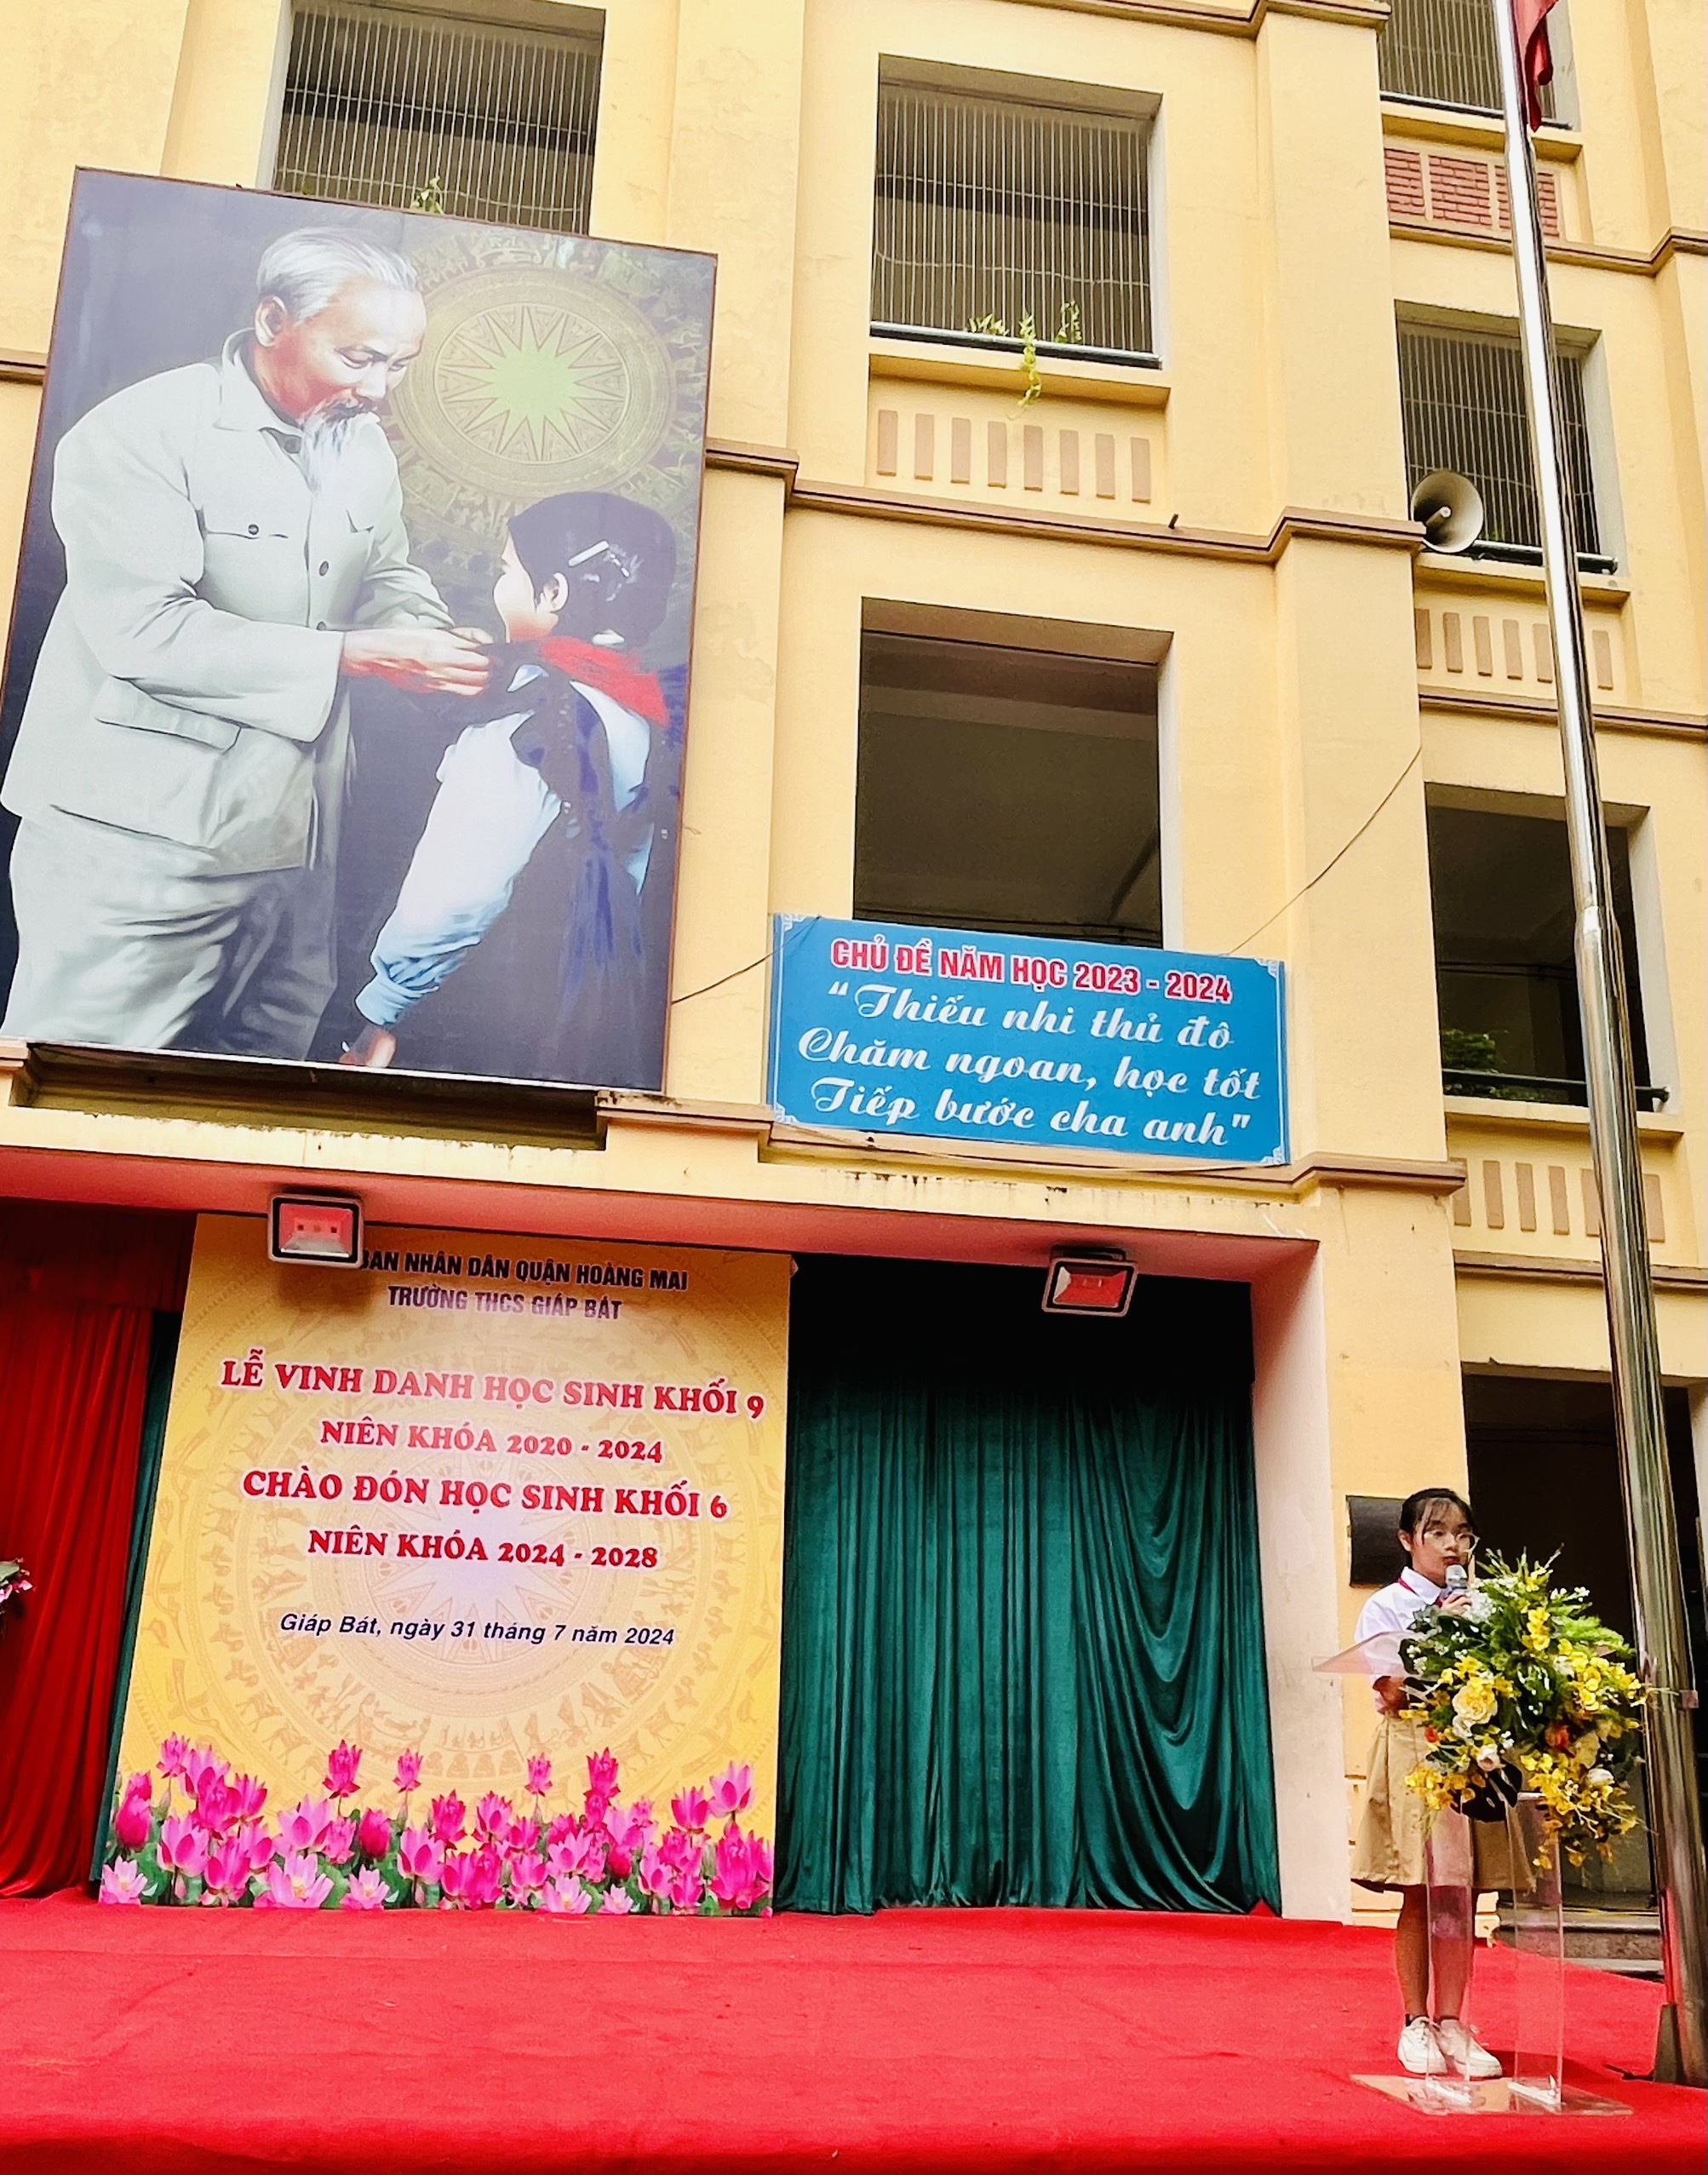 CHỦ ĐỀ NĂM HỌC 2023 - 2024
“Thiếu nhi thủ đô
Chăm ngoan, học tốt
Tiếp bước cha anh"
BAN NHÂN DÂN QUẬN HOÀNG MAI
TRƯỜNG THCS GIÁP BÁT
LỄ VINH DANH HỌC SINH KHỐI 9
NIÊN KHÓA 2020 - 2024
CHÀO ĐÓN HỌC SINH KHỐI 6
NIÊN KHÓA 2024 - 2028
Giáp Bát, ngày 31 tháng 7 năm 2024